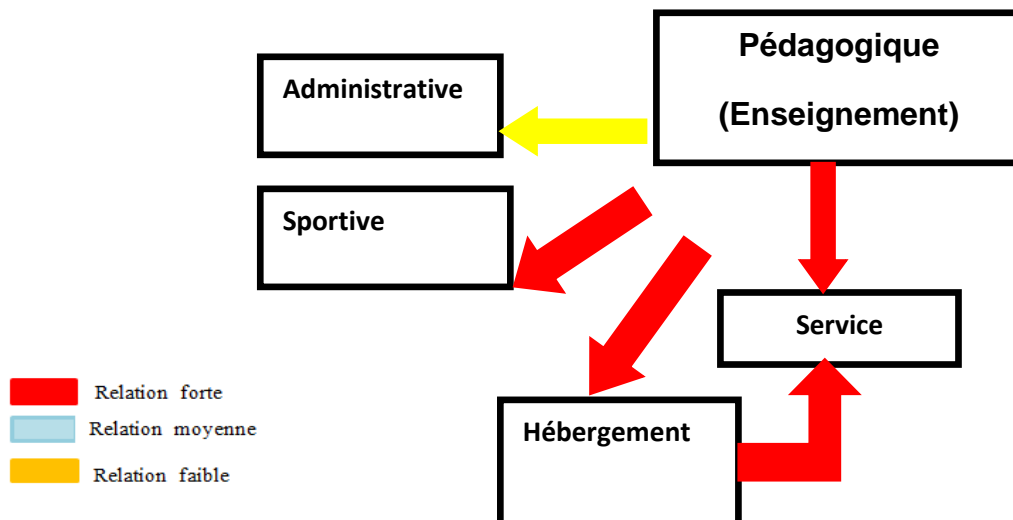 Pédagogique
(Enseignement)
Administrative
Sportive
Service
Hébergement
Relation forte
Relation moyenne
Relation faible